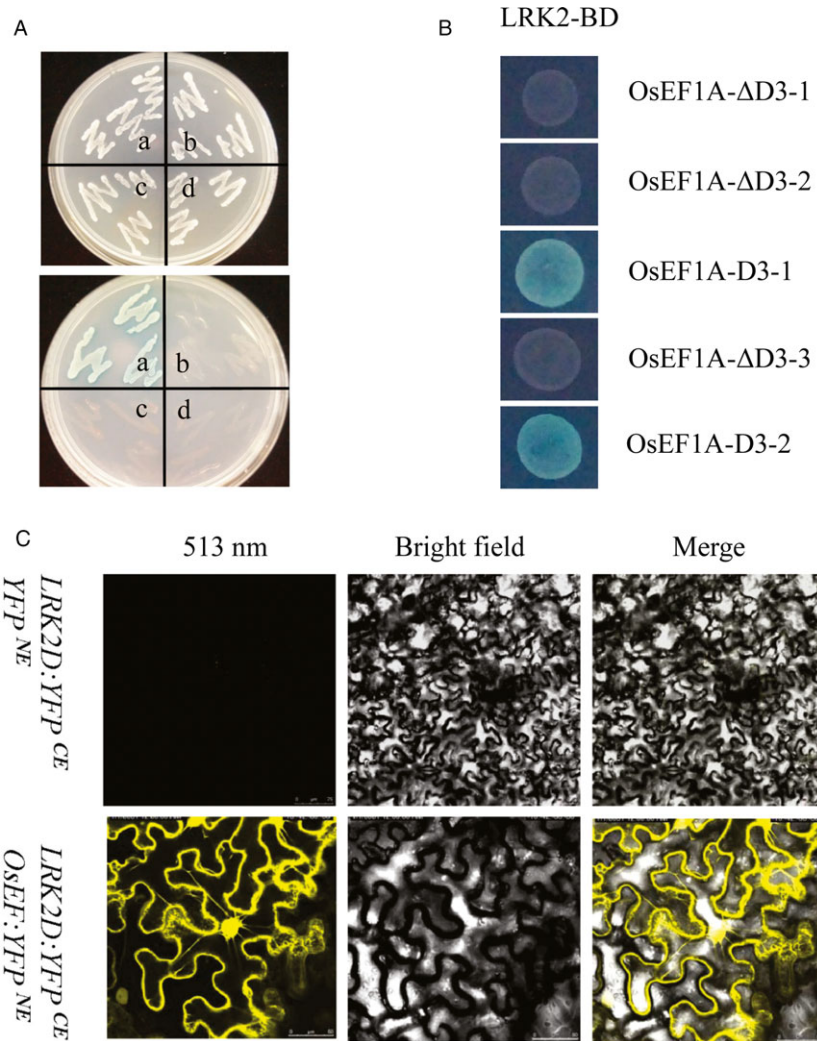 A
a b
c d
a b
c d
B
LRK2-BD
OsEF1A-ΔD3-1
OsEF1A-ΔD3-2
OsEF1A-D3-1
OsEF1A-ΔD3-3
OsEF1A-D3-2
C
513 nm Bright field Merge
LRK2D:YFP CE
YFP NE
LRK2D:YFP CE
OsEF:YFP NE